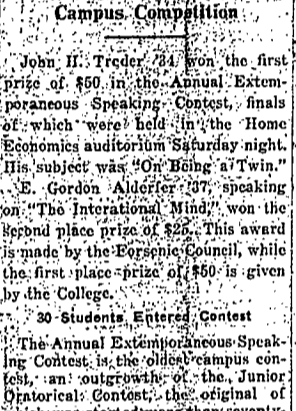 Campus Competition
John H. Treder '34 won the first
prize of $50 in the Annual Extem-
poraneous Speaking Contest, finals
of which were held in the Home
Economics auditorium Saturday night.
His subject was "On Being a Twin."
E. Gordon Alderfer '37, speaking
on "The Interational Mind," won the
second place prize of $25. This award
is made by the Forsenic Council, while
the first place prize of $50 is given
by the College.
30 Students Entered Contest
The Annual Extemporaneous Speak-
ing Contest is the oldest campus con-
test, an outgrowth of the Junior
Oratorical Contest, the original of